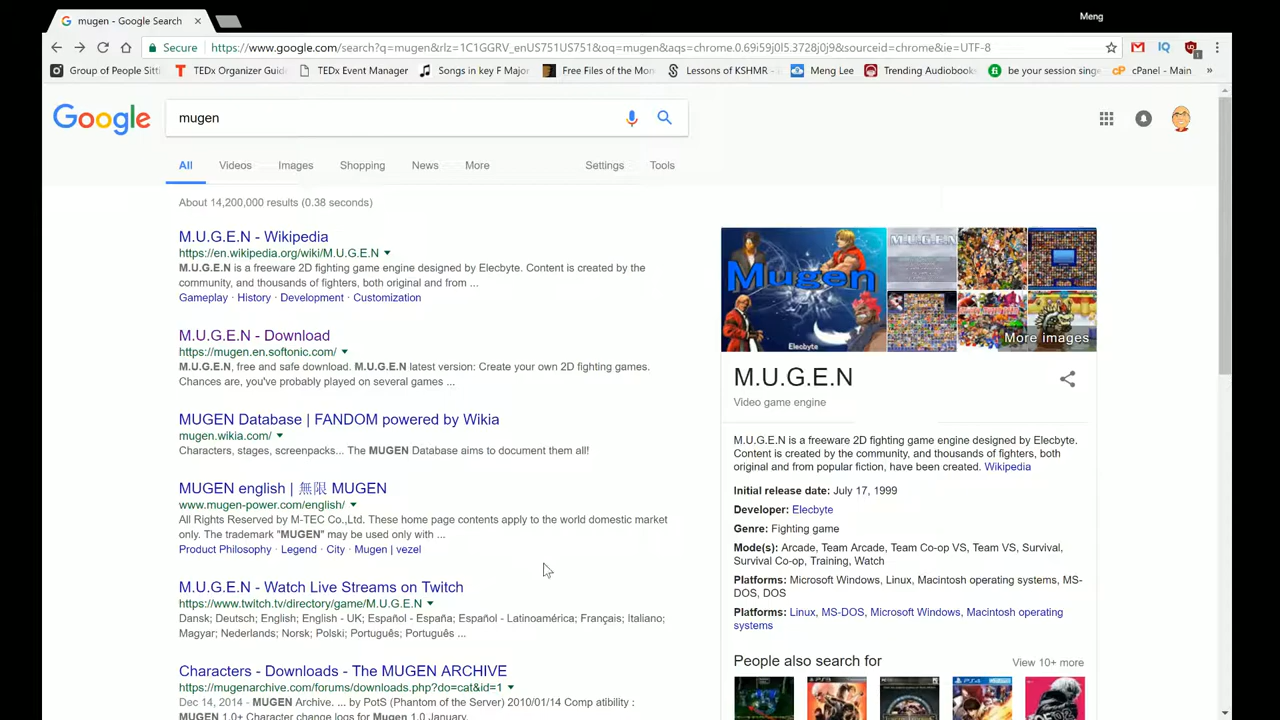 mugen - Google Search
Meng
Secure
https://www.google.com/search?q=mugen&rlz=1C1GGRV_enUS751US751&oq=mugen&aqs=chrome.0.69i59j0l5.3728j0j9&sourceid=chrome&ie=UTF-8
Group of People Sitti
TEDx Organizer Guid
TEDx Event Manager
Songs in key F Major
Free Files of the Mon
Lessons of KSHMR -
Meng Lee
Trending Audiobook
be your session sing
cPanel - Main
Google
mugen
All
Videos
Images
Shopping
News
More
Settings
Tools
About 14,200,000 results (0.38 seconds)
M.U.G.E.N - Wikipedia
https://en.wikipedia.org/wiki/M.U.G.E.N
M.U.G.E.N is a freeware 2D fighting game engine designed by Elecbyte. Content is created by the
community, and thousands of fighters, both original and from ...
Gameplay · History · Development · Customization
M.U.G.E.N - Download
https://mugen.en.softonic.com/
M.U.G.E.N, free and safe download. M.U.G.E.N latest version: Create your own 2D fighting games.
Chances are, you've probably played on several games ...
MUGEN Database | FANDOM powered by Wikia
mugen.wikia.com/
Characters, stages, screenpacks... The MUGEN Database aims to document them all!
MUGEN english | 無限 MUGEN
www.mugen-power.com/english/
All Rights Reserved by M-TEC Co.,Ltd. These home page contents apply to the world domestic market
only. The trademark "MUGEN" may be used only with ...
Product Philosophy · Legend · City · Mugen | vezel
M.U.G.E.N - Watch Live Streams on Twitch
https://www.twitch.tv/directory/game/M.U.G.E.N
Dansk; Deutsch; English; English - UK; Español - España; Español - Latinoamérica; Français; Italiano;
Magyar; Nederlands; Norsk; Polski; Português; Português ...
Characters - Downloads - The MUGEN ARCHIVE
https://mugenarchive.com/forums/downloads.php?do=cat&id=1
Dec 14, 2014 - MUGEN Archive. ... by PotS (Phantom of the Server) 2010/01/14 Comp atibility :
MUGEN 1.0+ Character change logs for Mugen 1.0 January.
Mugen
Elecbyte
M.U.G.E.N
More images
M.U.G.E.N
Video game engine
M.U.G.E.N is a freeware 2D fighting game engine designed by Elecbyte.
Content is created by the community, and thousands of fighters, both
original and from popular fiction, have been created. Wikipedia
Initial release date: July 17, 1999
Developer: Elecbyte
Genre: Fighting game
Mode(s): Arcade, Team Arcade, Team Co-op VS, Team VS, Survival,
Survival Co-op, Training, Watch
Platforms: Microsoft Windows, Linux, Macintosh operating systems, MS-
DOS, DOS
Platforms: Linux, MS-DOS, Microsoft Windows, Macintosh operating
systems
People also search for
View 10+ more